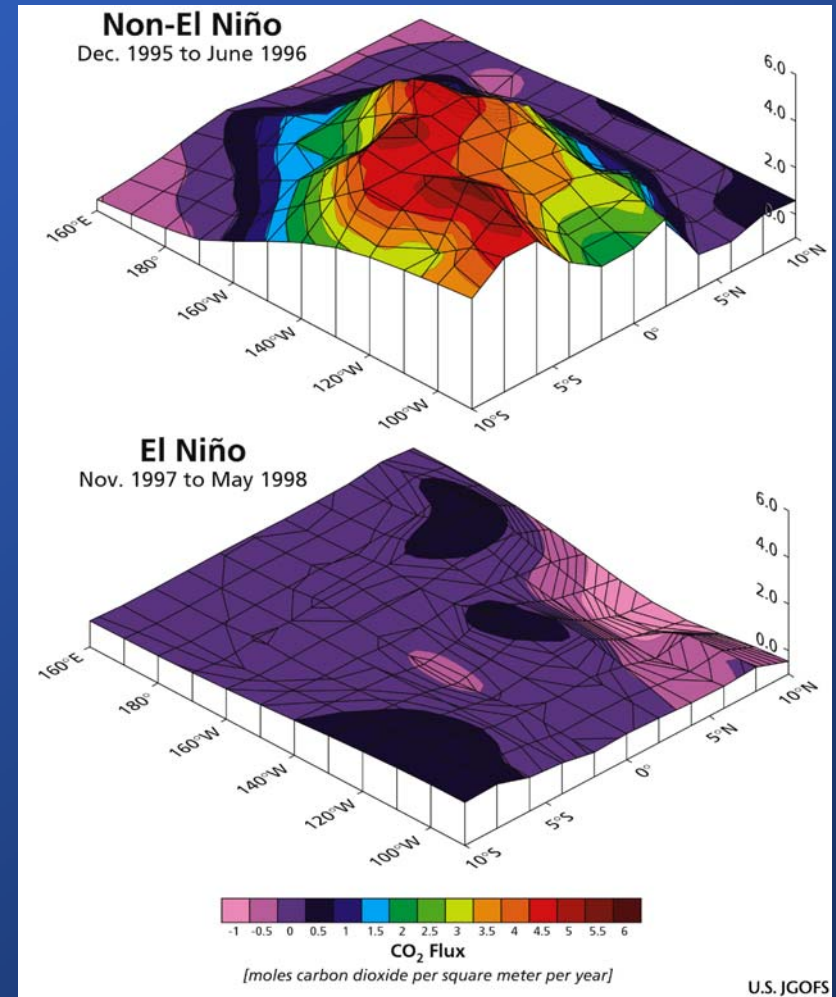 Non-El Niño
Dec. 1995 to June 1996
6.0
4.0
2.0
0.0
160°E
180°
160°W
140°W
120°W
100°W
10°S
5°S
0°
5°N
10°N
El Niño
Nov. 1997 to May 1998
6.0
4.0
2.0
0.0
160°E
180°
160°W
140°W
120°W
100°W
10°S
5°S
0°
5°N
10°N
-1 -0.5 0 0.5 1 1.5 2 2.5 3 3.5 4 4.5 5 5.5 6
CO₂ Flux
[moles carbon dioxide per square meter per year]
U.S. JGOFS